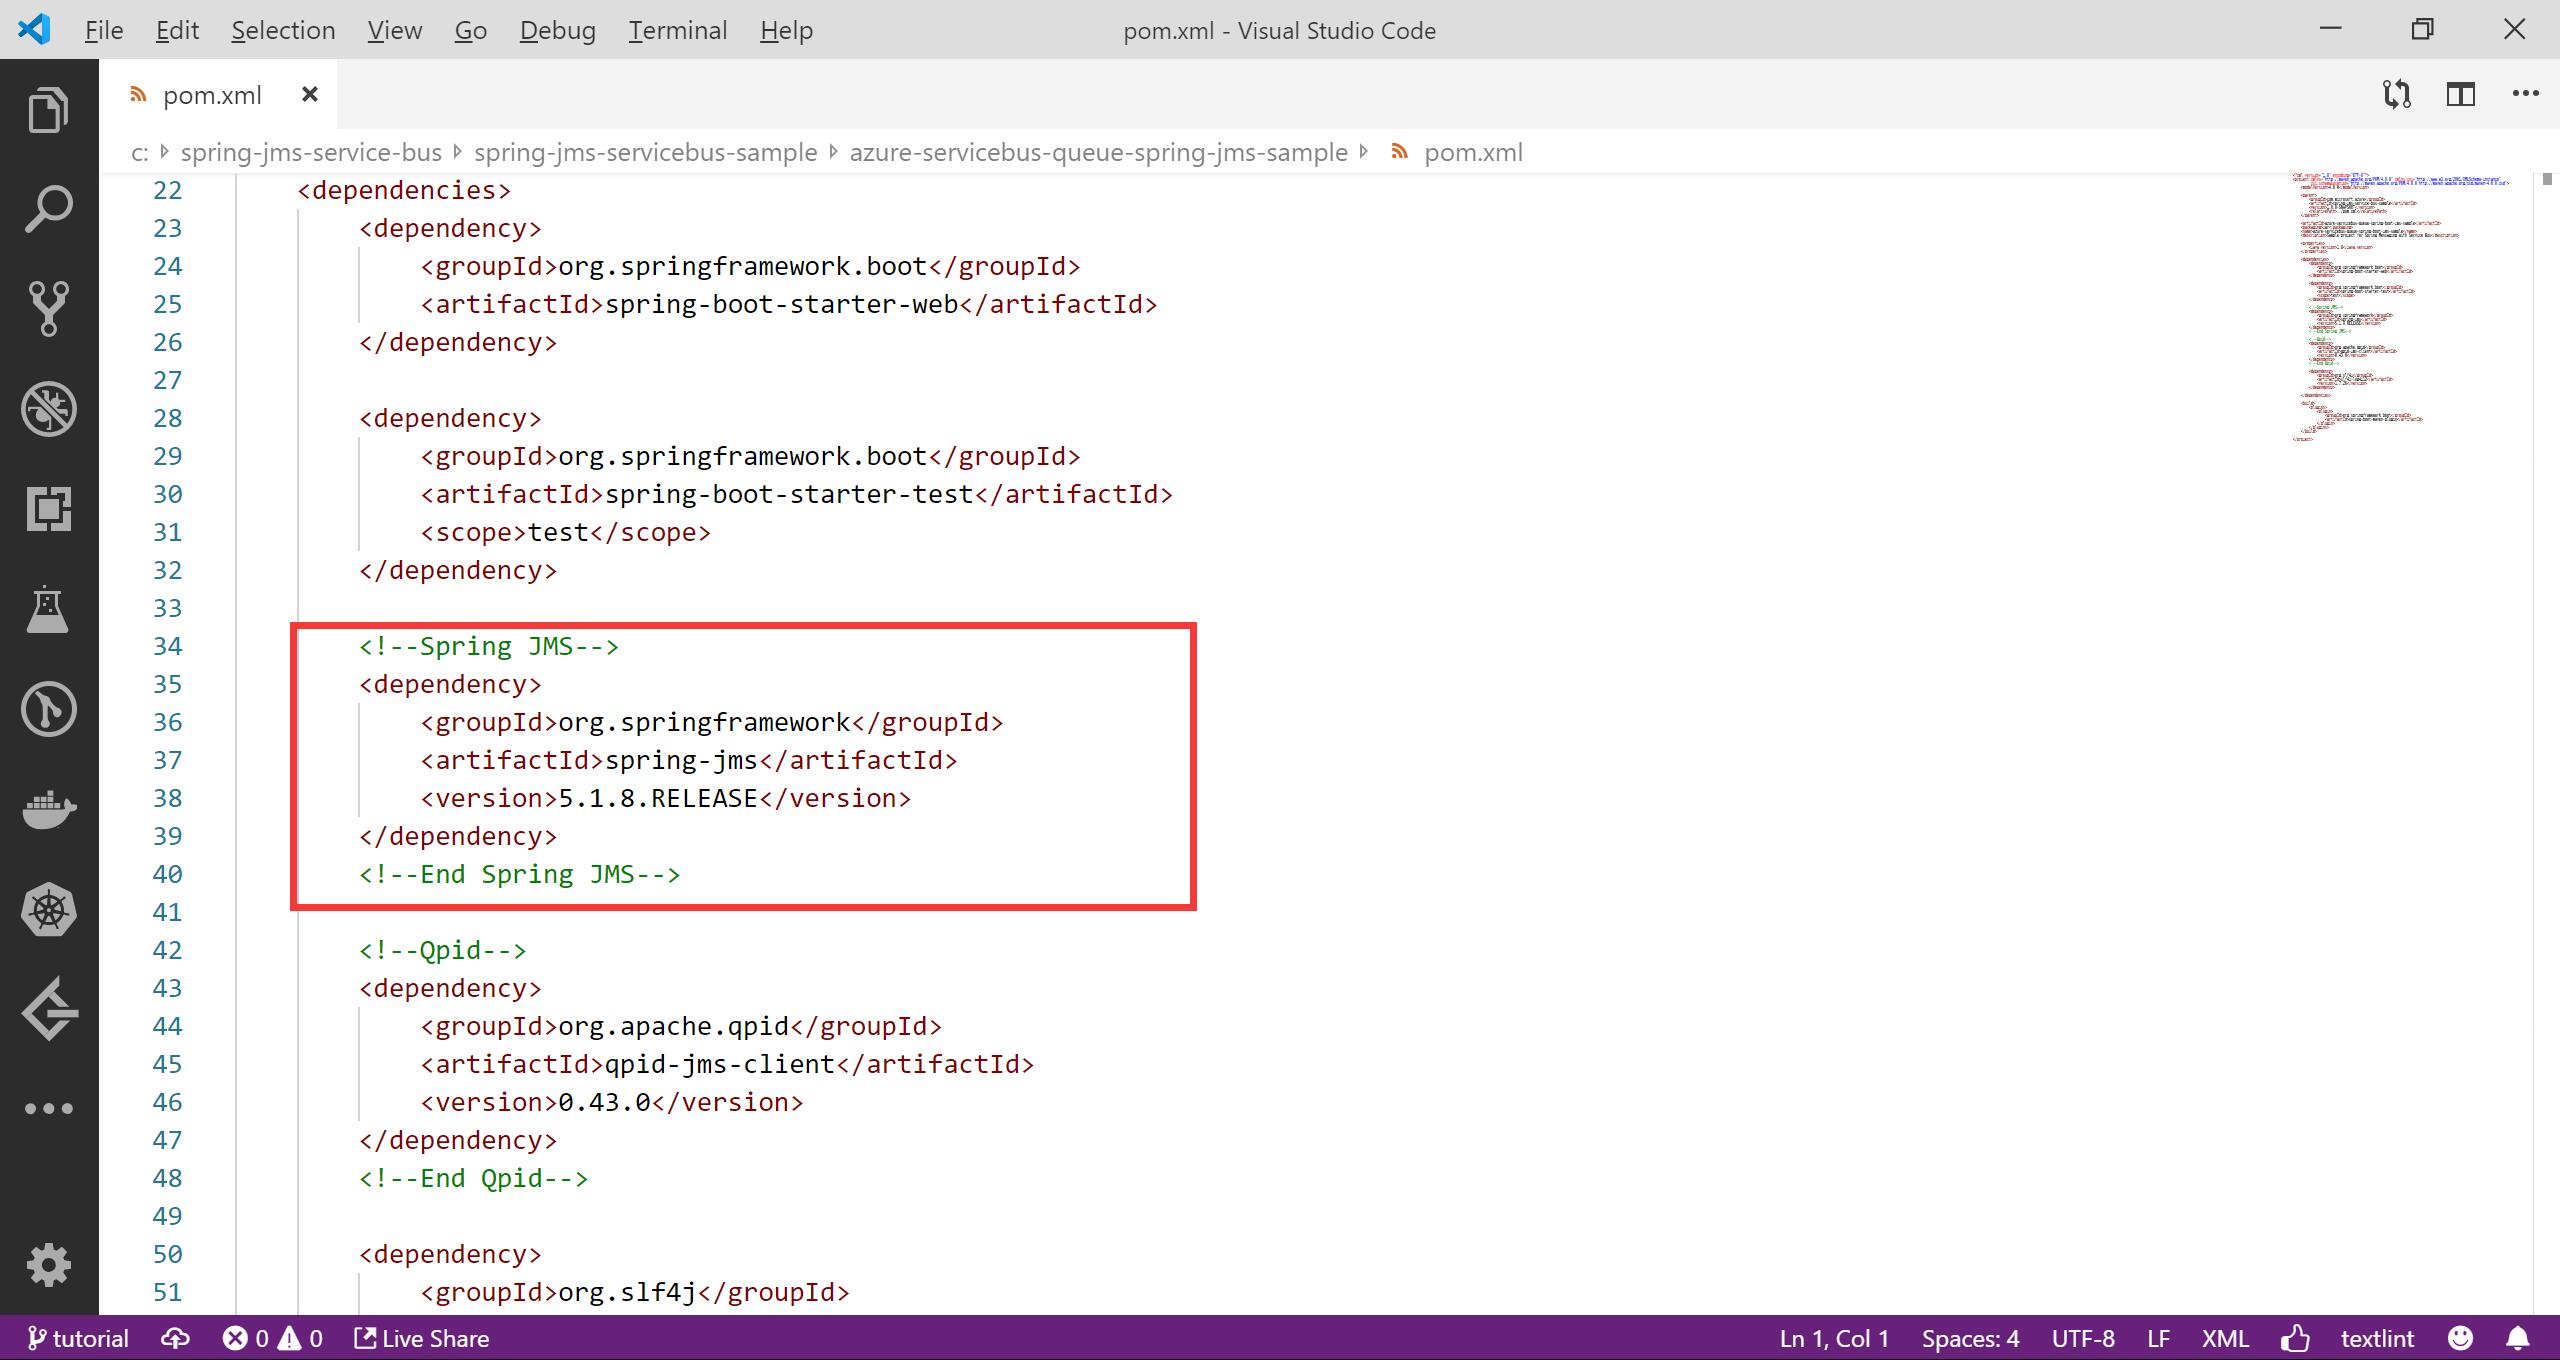 File Edit Selection View Go Debug Terminal Help
pom.xml - Visual Studio Code
pom.xml
c: spring-jms-service-bus spring-jms-servicebus-sample azure-servicebus-queue-spring-jms-sample pom.xml
22 <dependencies>
23 <dependency>
24 <groupId>org.springframework.boot</groupId>
25 <artifactId>spring-boot-starter-web</artifactId>
26 </dependency>
27
28 <dependency>
29 <groupId>org.springframework.boot</groupId>
30 <artifactId>spring-boot-starter-test</artifactId>
31 <scope>test</scope>
32 </dependency>
33
34 <!--Spring JMS-->
35 <dependency>
36 <groupId>org.springframework</groupId>
37 <artifactId>spring-jms</artifactId>
38 <version>5.1.8.RELEASE</version>
39 </dependency>
40 <!--End Spring JMS-->
41
42 <!--Qpid-->
43 <dependency>
44 <groupId>org.apache.qpid</groupId>
45 <artifactId>qpid-jms-client</artifactId>
46 <version>0.43.0</version>
47 </dependency>
48 <!--End Qpid-->
49
50 <dependency>
51 <groupId>org.slf4j</groupId>
tutorial 0 0 Live Share Ln 1, Col 1 Spaces: 4 UTF-8 LF XML textlint